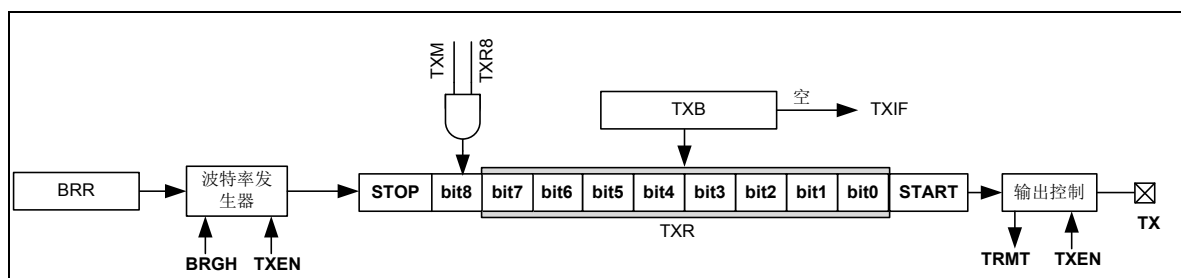 TXM
TXR8
TXB
空
TXIF
BRR
波特率发
生器
STOP
bit8
bit7
bit6
bit5
bit4
bit3
bit2
bit1
bit0
START
输出控制
TX
TXR
BRGH
TXEN
TRMT
TXEN